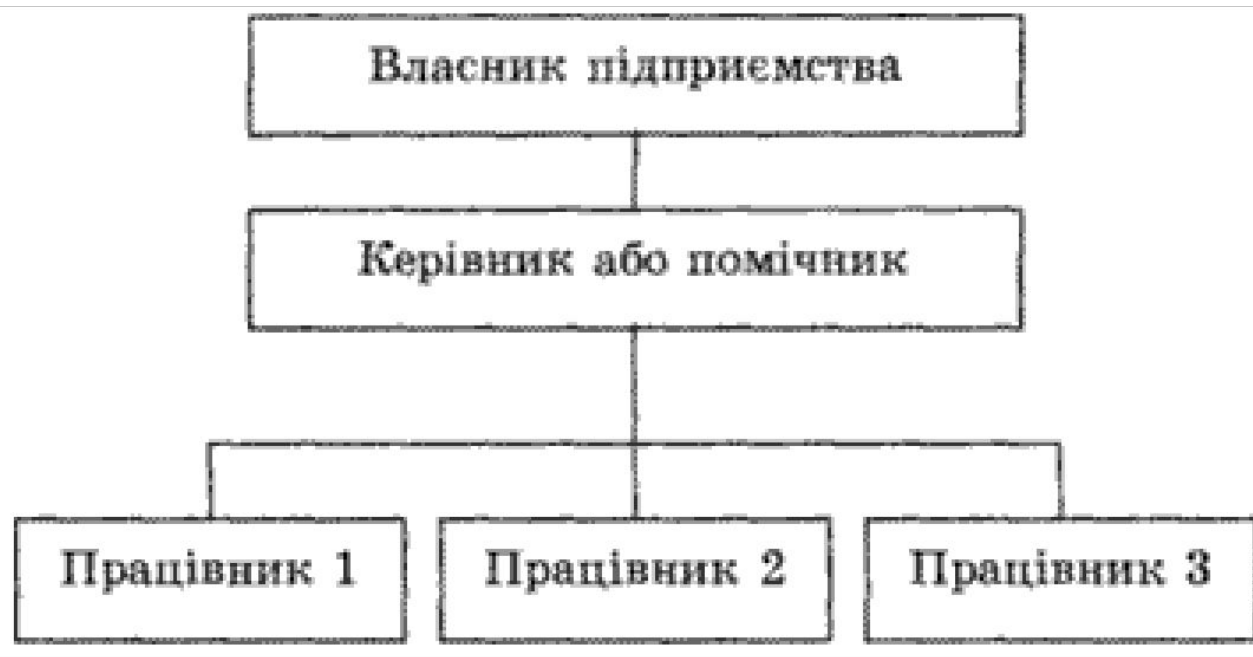 Власник підприємства
Керівник або помічник
Працівник 1
Працівник 2
Працівник 3